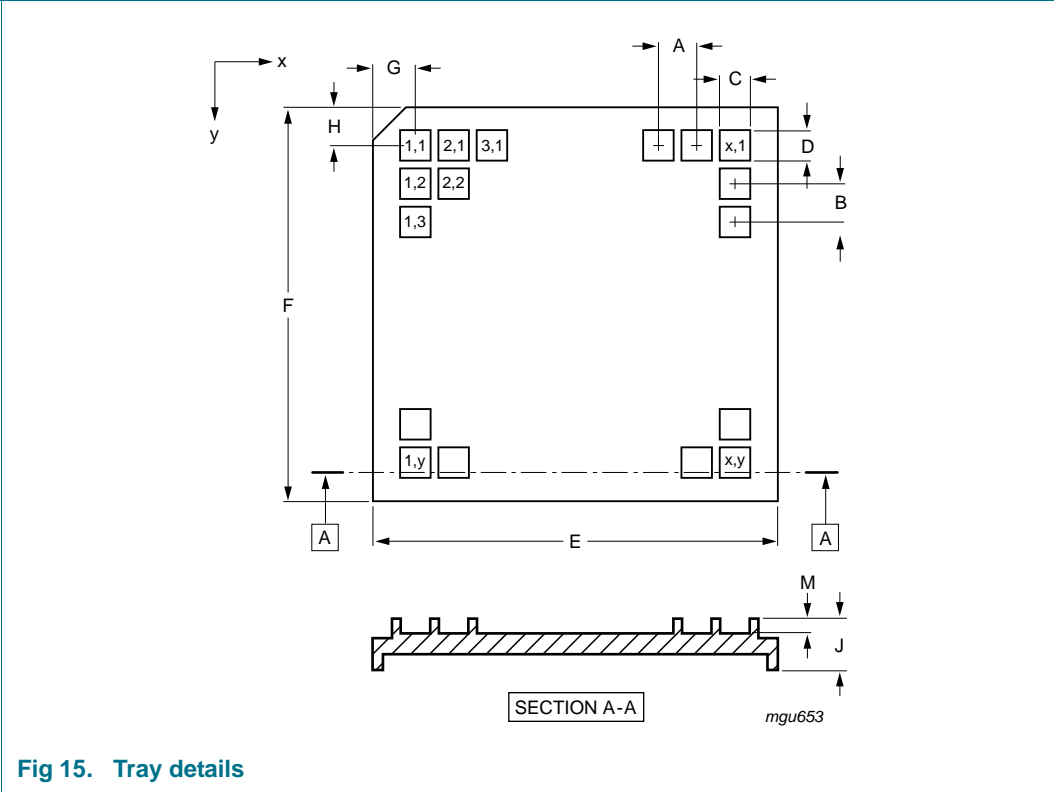 A
x
G
C
H
y
1,1 2,1 3,1 x,1
D
1,2 2,2
B
1,3
F
1,y x,y
A A
E
M
J
SECTION A-A
mgu653
Fig 15. Tray details